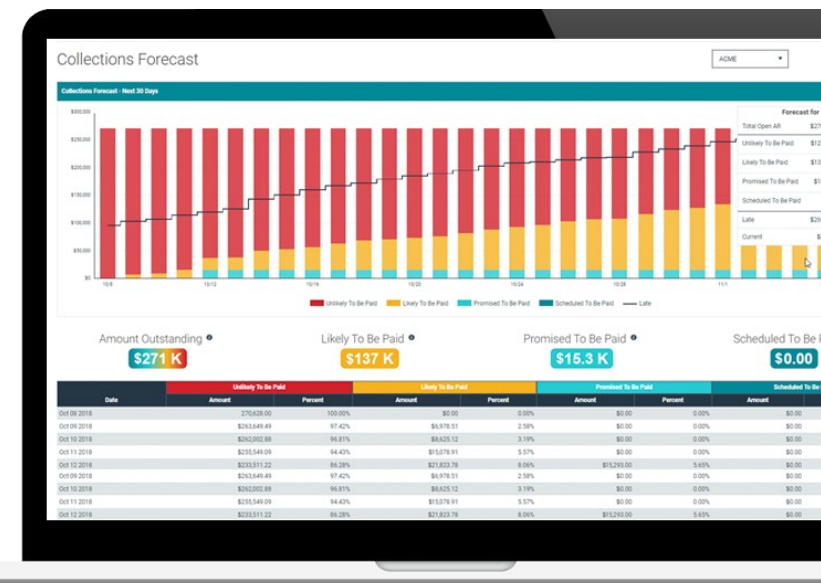 Collections Forecast
ACME
Collections Forecast - Next 30 Days
$300,000
$250,000
$200,000
$150,000
$100,000
$50,000
$0
10/8
10/12
10/16
10/20
10/24
10/28
11/1
Forecast for
Total Open AR
Unlikely To Be Paid $12
Likely To Be Paid $13
Promised To Be Paid $1
Scheduled To Be Paid
Late $26
Current $
Unlikely To Be Paid Likely To Be Paid Promised To Be Paid Scheduled To Be Paid Late
Amount Outstanding Likely To Be Paid Promised To Be Paid Scheduled To Be
$271 K $137 K $15.3 K $0.00
Unlikely To Be Paid Likely To Be Paid Promised To Be Paid Scheduled To Be
Date Amount Percent Amount Percent Amount Percent Amount
Oct 08 2018 270,628.00 100.00% $0.00 0.00% $0.00 0.00% $0.00
Oct 09 2018 $263,649.49 97.42% $6,978.51 2.58% $0.00 0.00% $0.00
Oct 10 2018 $262,002.88 96.81% $8,625.12 3.19% $0.00 0.00% $0.00
Oct 11 2018 $255,549.09 94.43% $15,078.91 5.57% $0.00 0.00% $0.00
Oct 12 2018 $233,511.22 86.28% $21,823.78 8.06% $15,293.00 5.65% $0.00
Oct 09 2018 $263,649.49 97.42% $6,978.51 2.58% $0.00 0.00% $0.00
Oct 10 2018 $262,002.88 96.81% $8,625.12 3.19% $0.00 0.00% $0.00
Oct 11 2018 $255,549.09 94.43% $15,078.91 5.57% $0.00 0.00% $0.00
Oct 12 2018 $233,511.22 86.28% $21,823.78 8.06% $15,293.00 5.65% $0.00